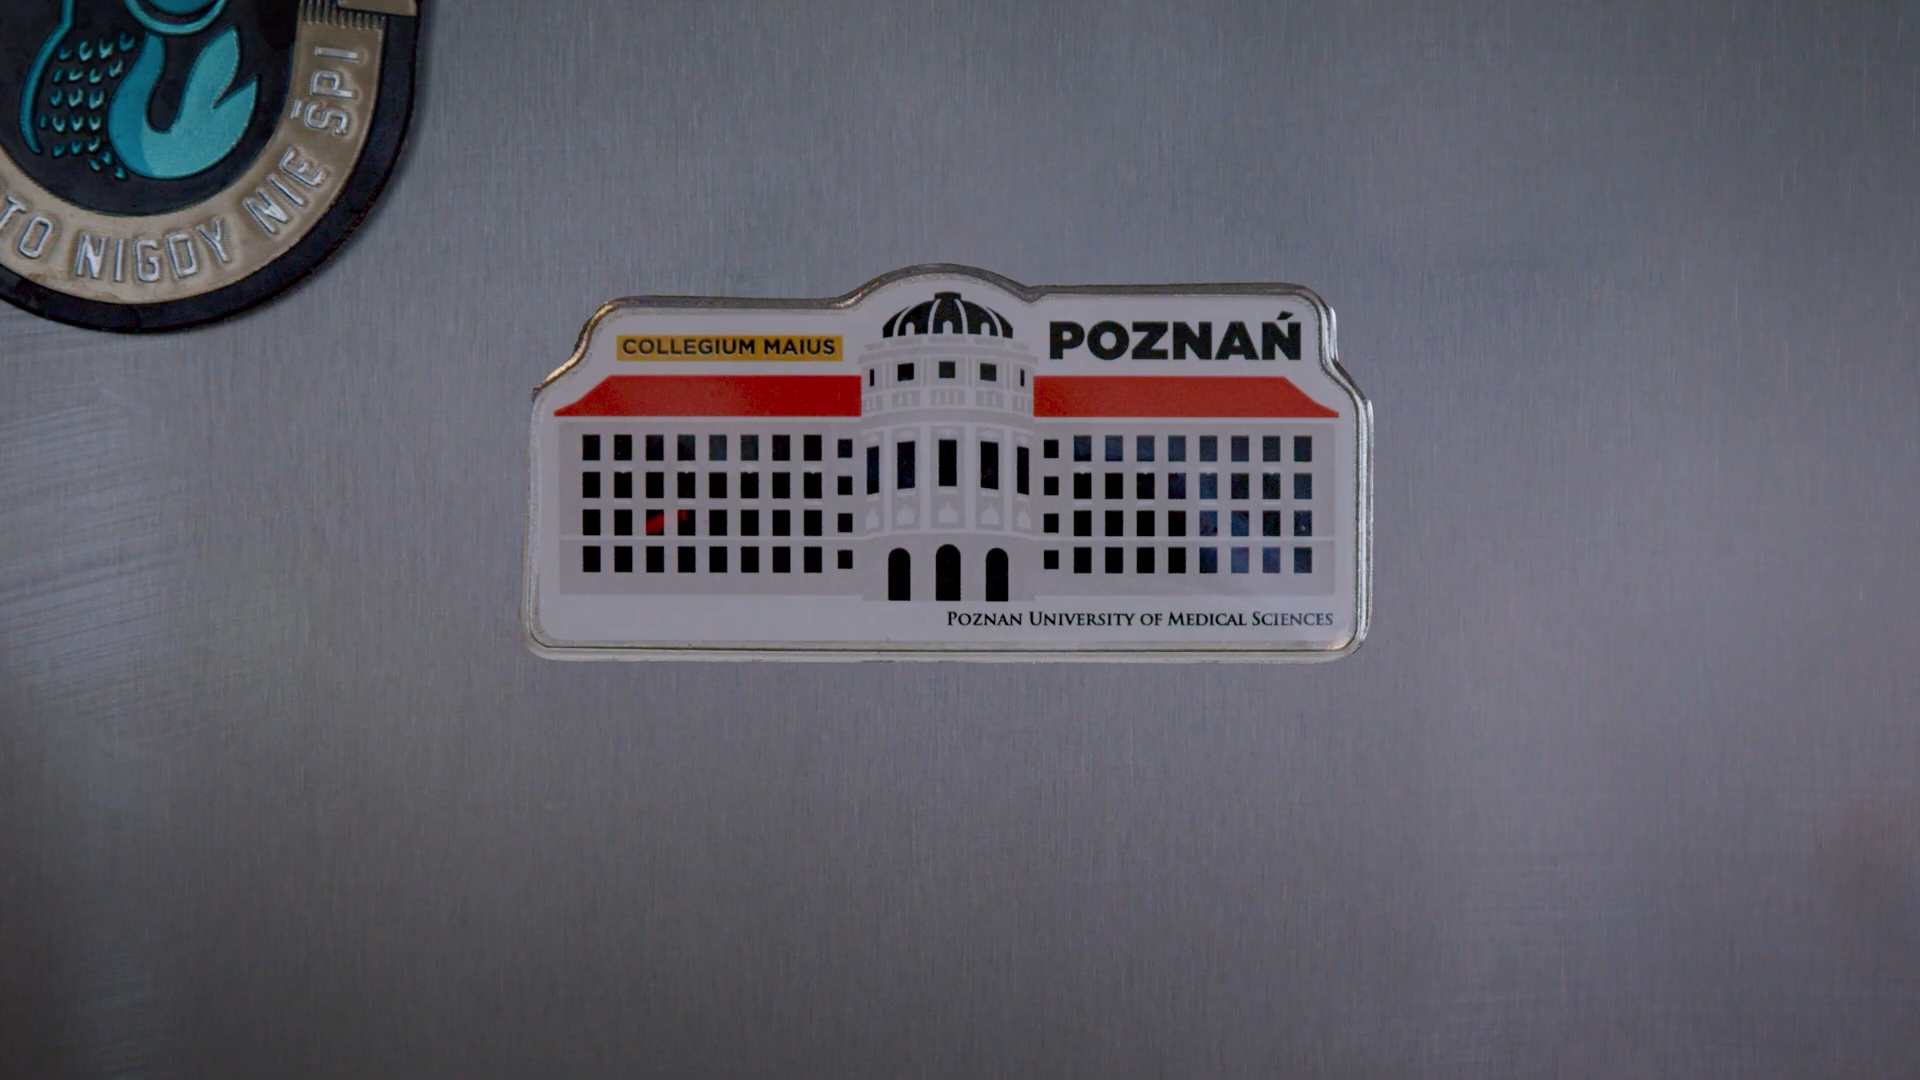 TO NIGDY NIE ŚPI
COLLEGIUM MAIUS
POZNAŃ
POZNAN UNIVERSITY OF MEDICAL SCIENCES